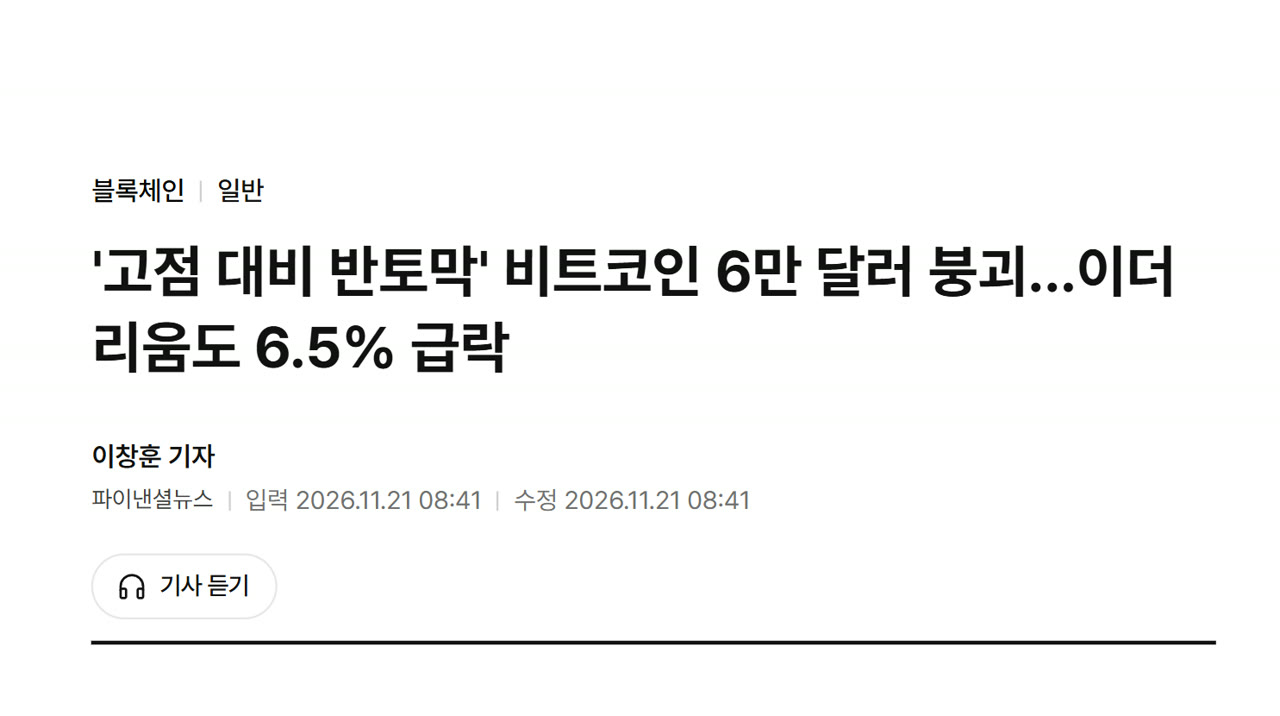 블록체인 | 일반
'고점 대비 반토막' 비트코인 6만 달러 붕괴...이더
리움도 6.5% 급락
이창훈 기자
파이낸셜뉴스 | 입력 2026.11.21 08:41 | 수정 2026.11.21 08:41
기사 듣기